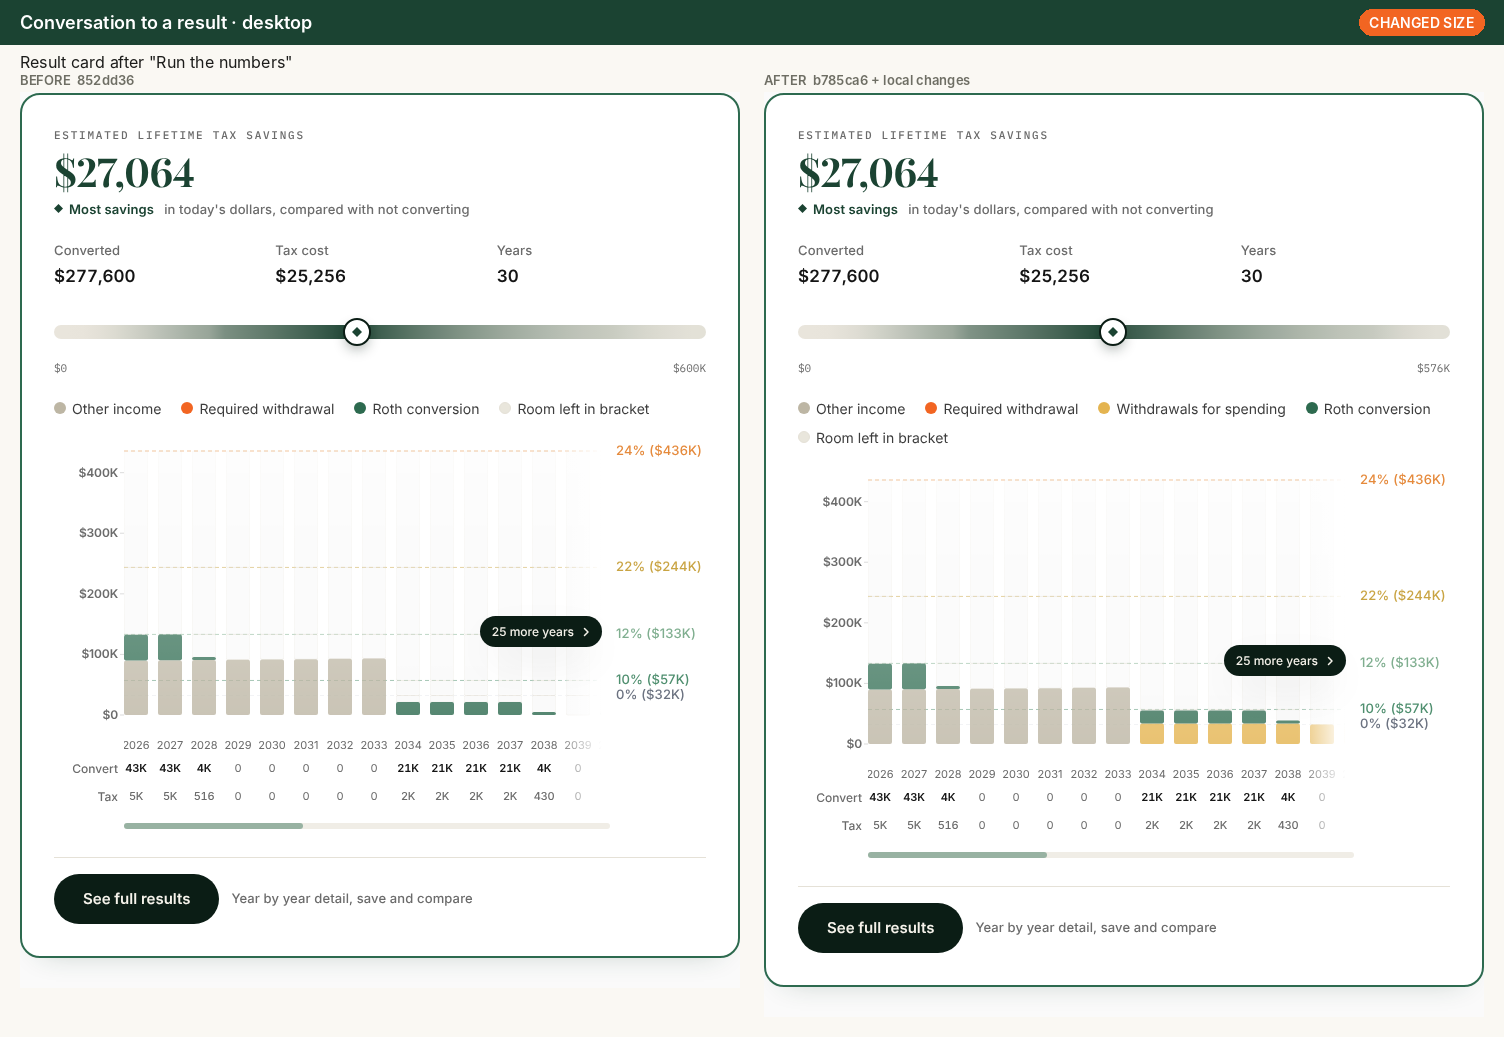 Conversation to a result · desktop
CHANGED SIZE
Result card after "Run the numbers"
BEFORE 852dd36
ESTIMATED LIFETIME TAX SAVINGS
$27,064
Most savings in today's dollars, compared with not converting
Converted Tax cost Years
$277,600 $25,256 30
$0 $600K
Other income Required withdrawal Roth conversion Room left in bracket
24% ($436K)
$400K
$300K
22% ($244K)
$200K
25 more years
12% ($133K)
$100K
10% ($57K)
0% ($32K)
$0
2026 2027 2028 2029 2030 2031 2032 2033 2034 2035 2036 2037 2038 2039
Convert 43K 43K 4K 0 0 0 0 0 21K 21K 21K 21K 4K 0
Tax 5K 5K 516 0 0 0 0 0 2K 2K 2K 2K 430 0
See full results Year by year detail, save and compare
AFTER b785ca6 + local changes
ESTIMATED LIFETIME TAX SAVINGS
$27,064
Most savings in today's dollars, compared with not converting
Converted Tax cost Years
$277,600 $25,256 30
$0 $576K
Other income Required withdrawal Withdrawals for spending Roth conversion
Room left in bracket
24% ($436K)
$400K
$300K
22% ($244K)
$200K
25 more years
12% ($133K)
$100K
10% ($57K)
0% ($32K)
$0
2026 2027 2028 2029 2030 2031 2032 2033 2034 2035 2036 2037 2038 2039
Convert 43K 43K 4K 0 0 0 0 0 21K 21K 21K 21K 4K 0
Tax 5K 5K 516 0 0 0 0 0 2K 2K 2K 2K 430 0
See full results Year by year detail, save and compare